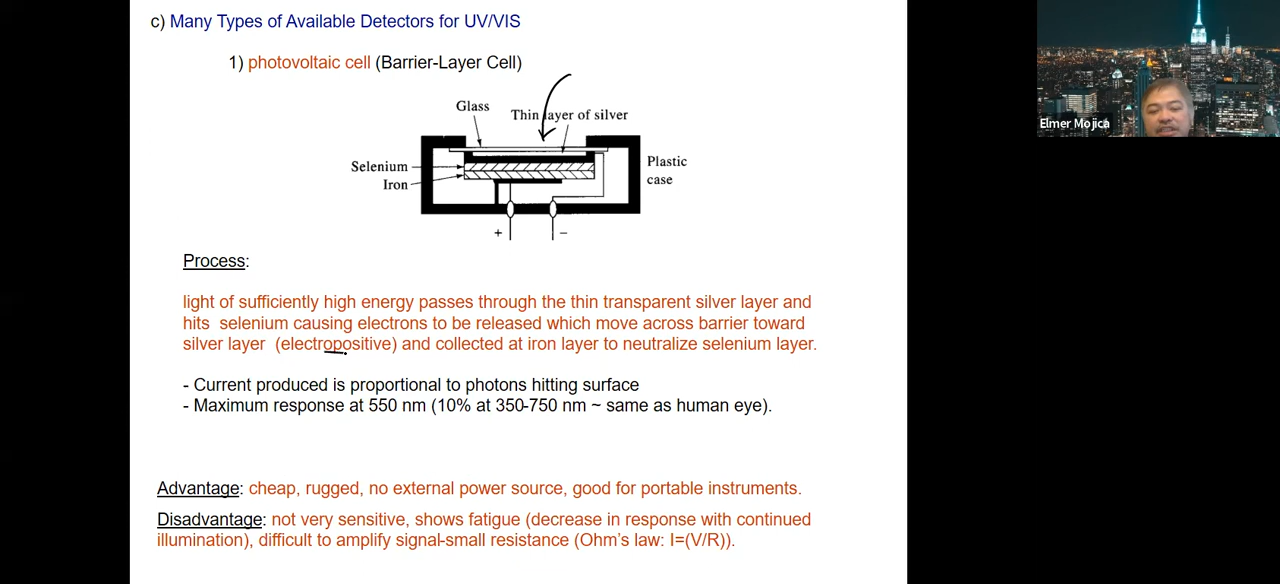 c) Many Types of Available Detectors for UV/VIS
1) photovoltaic cell (Barrier-Layer Cell)
Glass
Thin layer of silver
Selenium
Iron
Plastic
case
+
−
Process:
light of sufficiently high energy passes through the thin transparent silver layer and
hits selenium causing electrons to be released which move across barrier toward
silver layer (electropositive) and collected at iron layer to neutralize selenium layer.
- Current produced is proportional to photons hitting surface
- Maximum response at 550 nm (10% at 350-750 nm ~ same as human eye).
Advantage: cheap, rugged, no external power source, good for portable instruments.
Disadvantage: not very sensitive, shows fatigue (decrease in response with continued
illumination), difficult to amplify signal-small resistance (Ohm's law: I=(V/R)).
Elmer Mojica